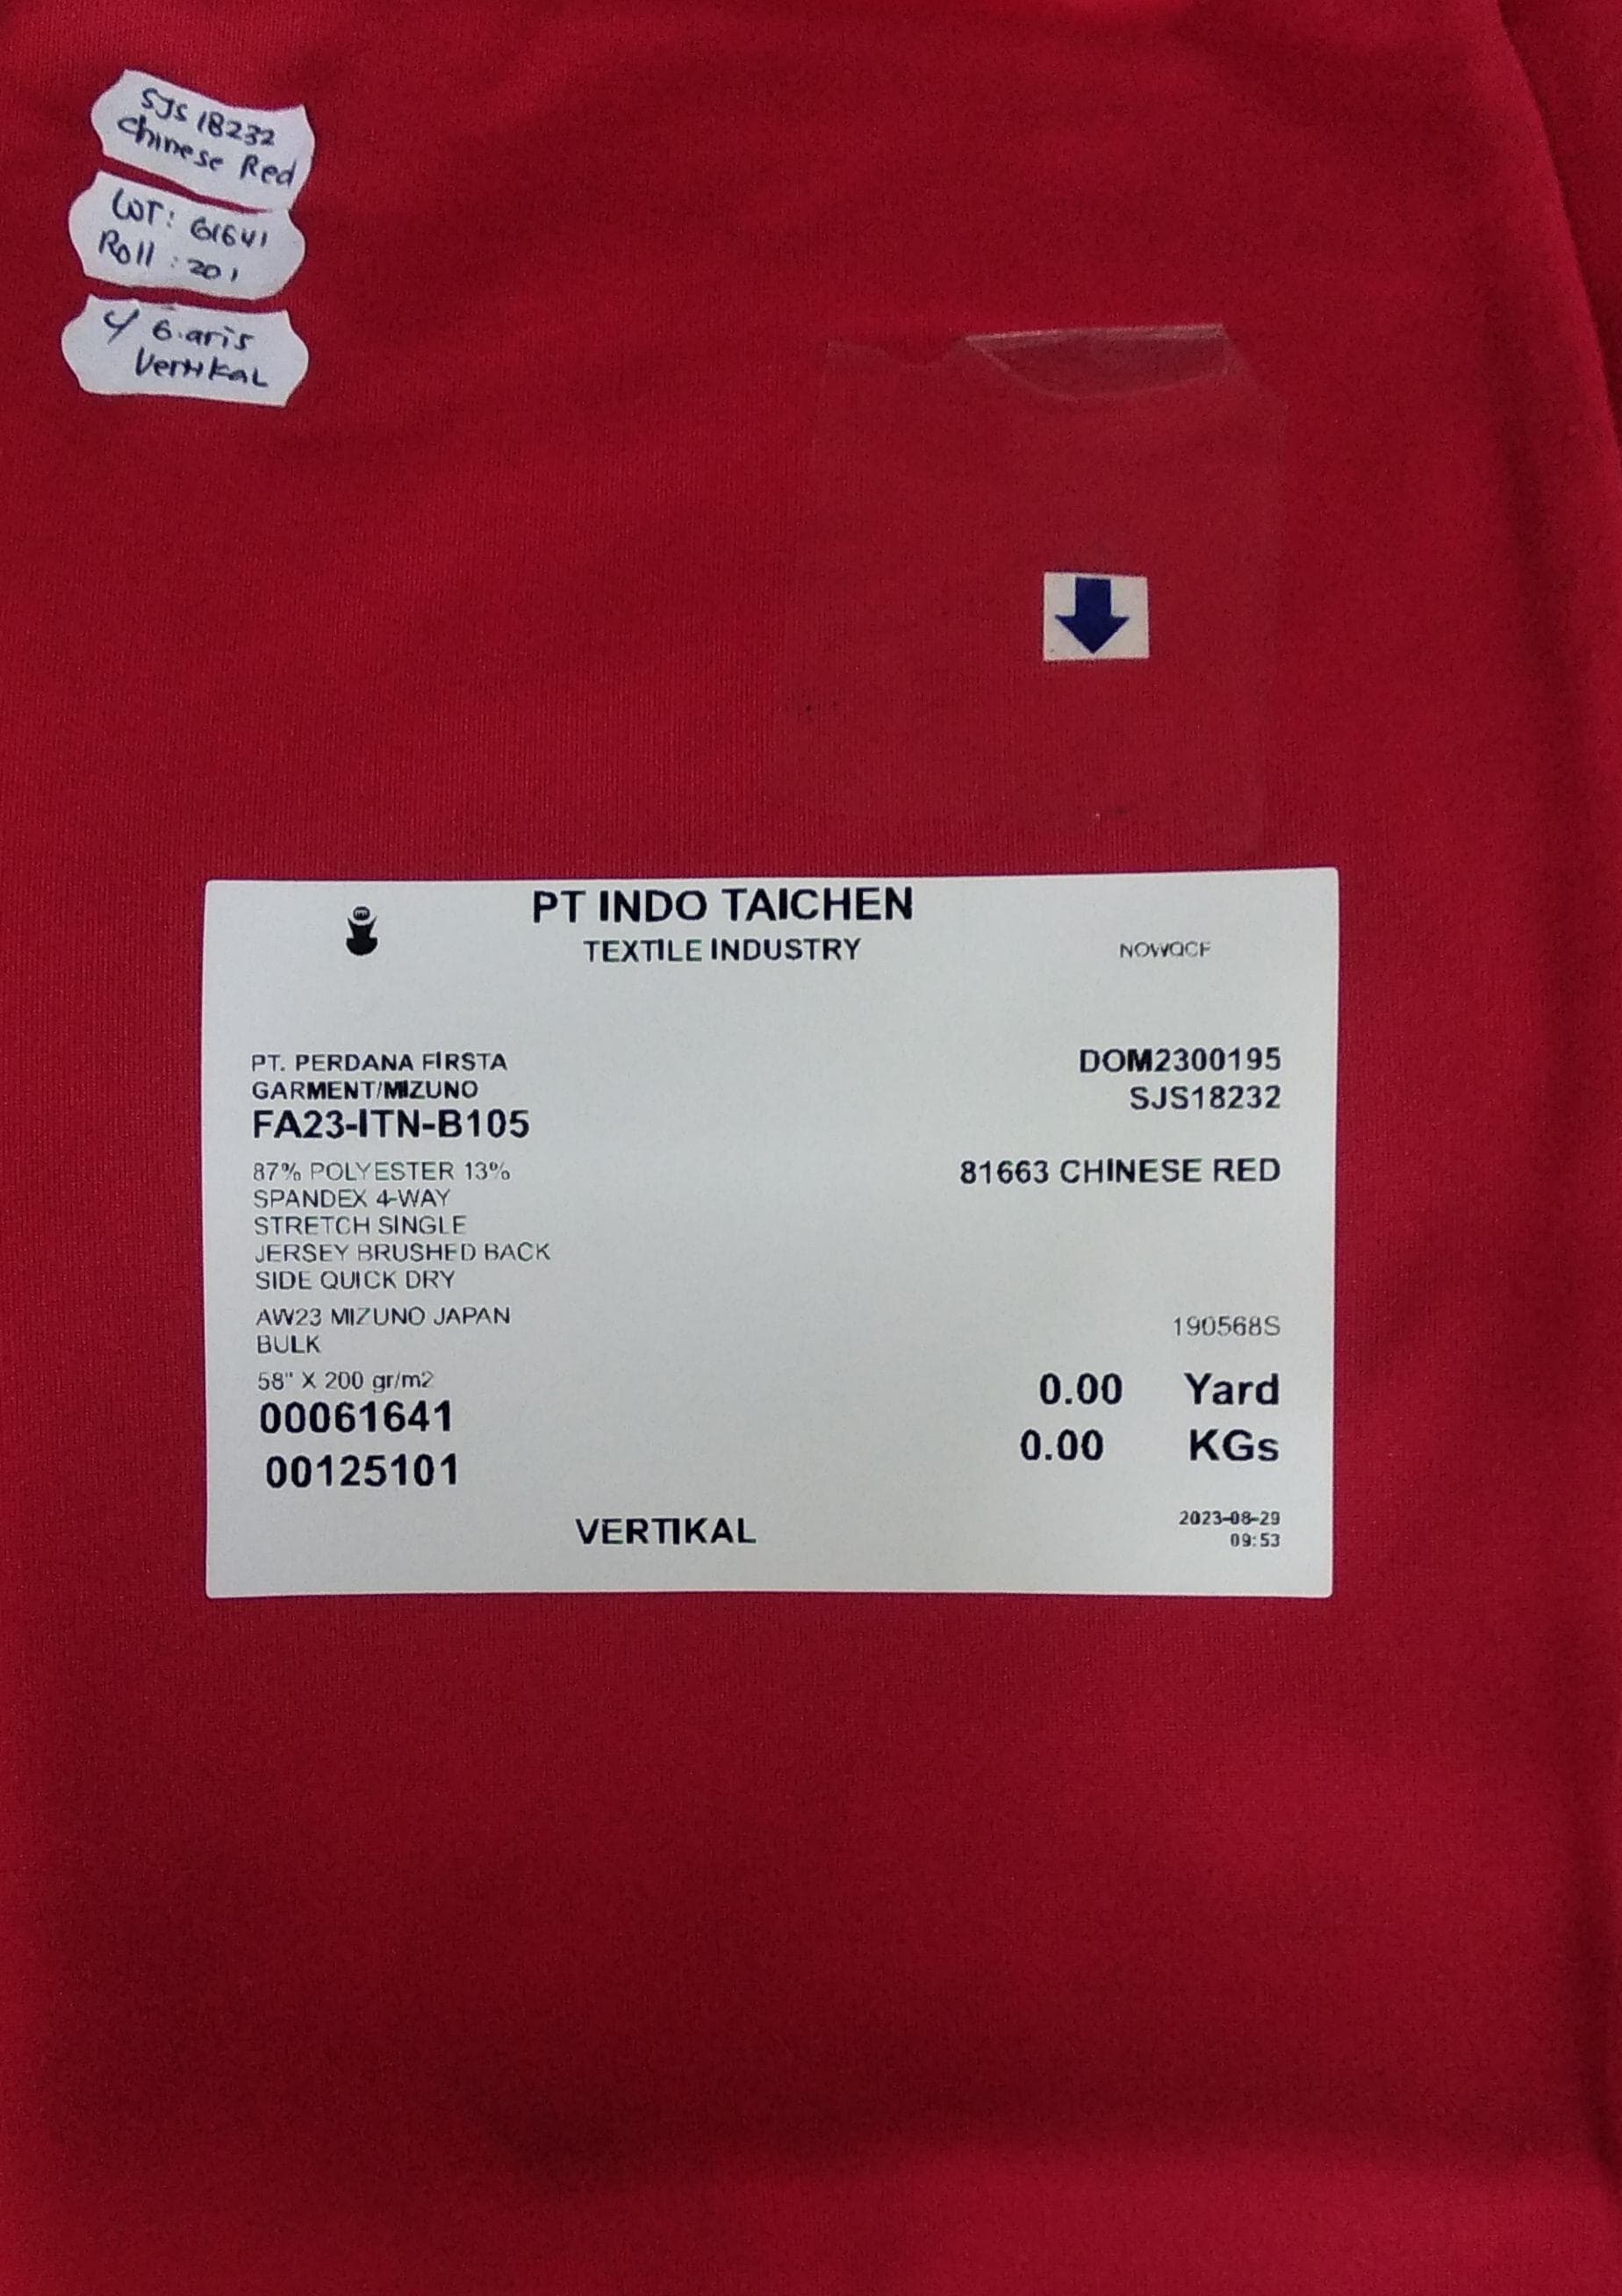 SJS 18232
Chinese Red
LOT: 61641
Roll : 201
G.aris
Vertikal
PT INDO TAICHEN
TEXTILE INDUSTRY
NOWQCF
PT. PERDANA FIRSTA
GARMENT/MIZUNO
FA23-ITN-B105
87% POLYESTER 13%
SPANDEX 4-WAY
STRETCH SINGLE
JERSEY BRUSHED BACK
SIDE QUICK DRY
AW23 MIZUNO JAPAN
BULK
58" X 200 gr/m2
00061641
00125101
DOM2300195
SJS18232
81663 CHINESE RED
190568S
0.00 Yard
0.00 KGs
VERTIKAL
2023-08-29
09:53